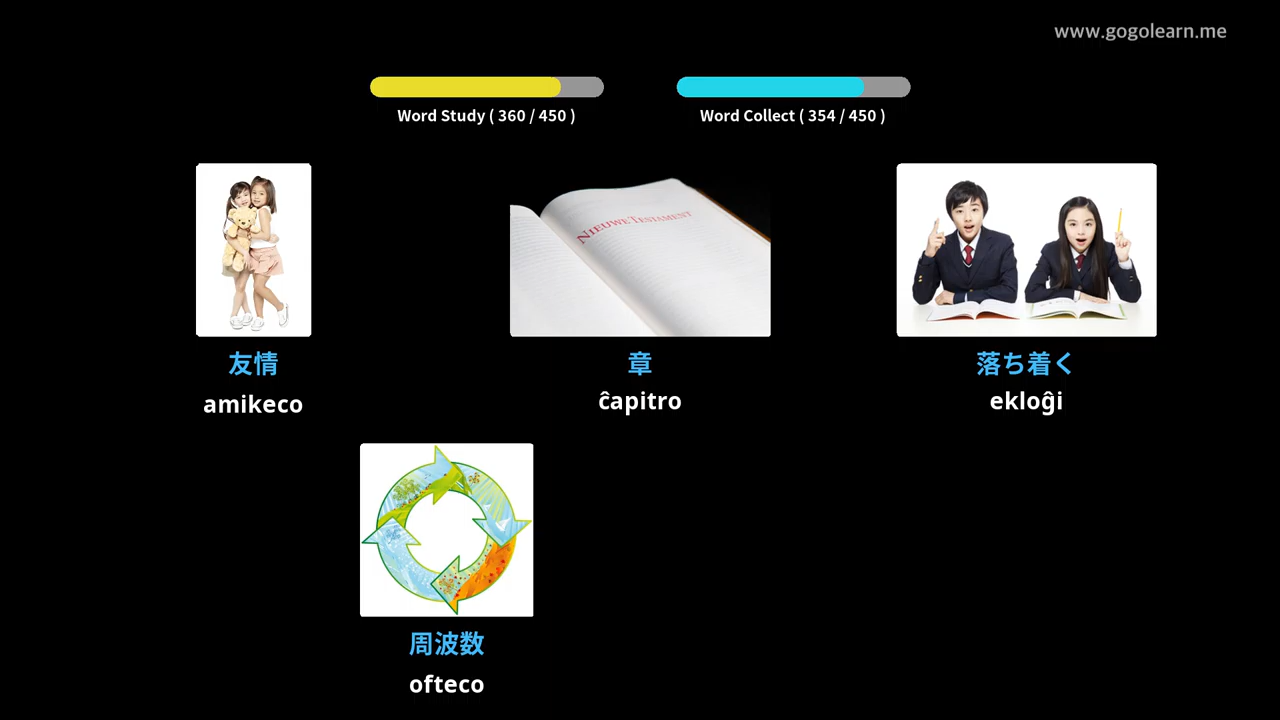 www.gogolearn.me
Word Study ( 360 / 450 )
Word Collect ( 354 / 450 )
NIEUWE TESTAMENT
友情
amikeco
章
ĉapitro
落ち着く
ekloĝi
周波数
ofteco